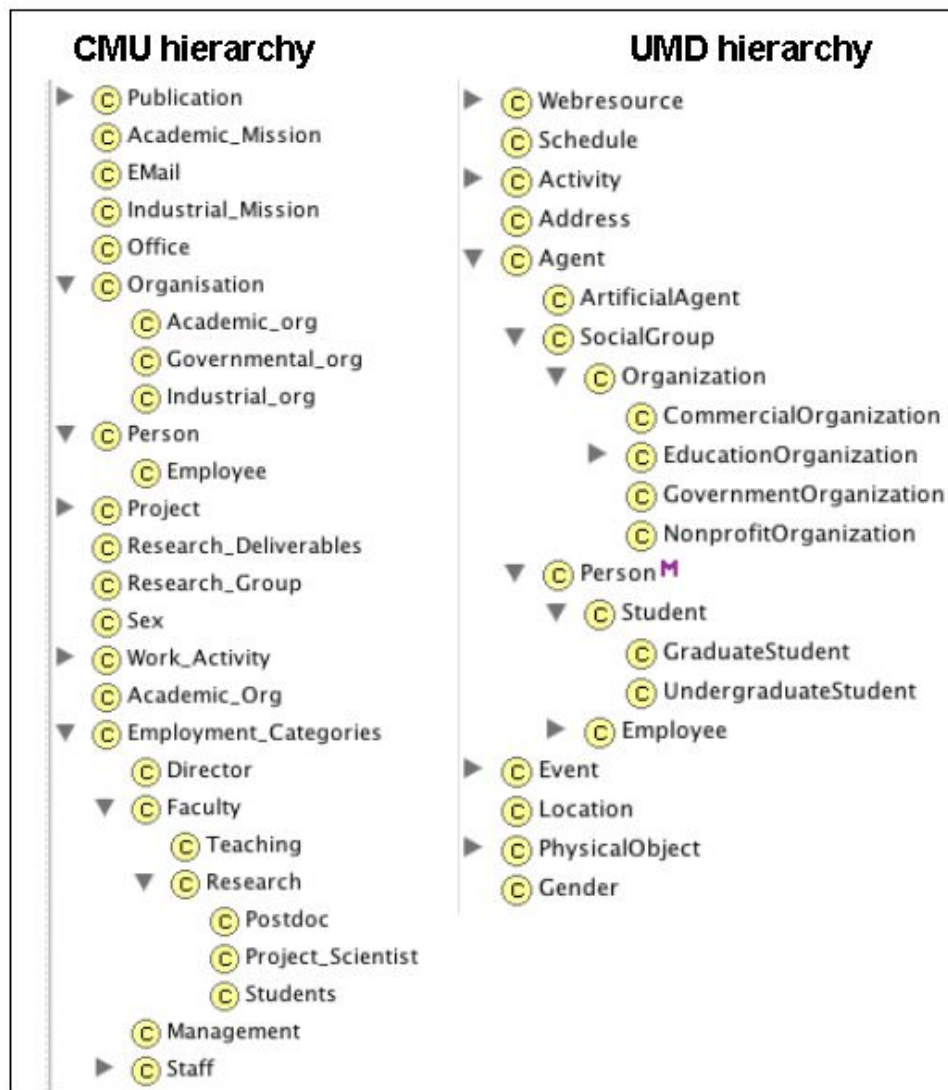 CMU hierarchy
Publication
Academic_Mission
EMail
Industrial_Mission
Office
Organisation
Academic_org
Governmental_org
Industrial_org
Person
Employee
Project
Research_Deliverables
Research_Group
Sex
Work_Activity
Academic_Org
Employment_Categories
Director
Faculty
Teaching
Research
Postdoc
Project_Scientist
Students
Management
Staff
UMD hierarchy
Webresource
Schedule
Activity
Address
Agent
ArtificialAgent
SocialGroup
Organization
CommercialOrganization
EducationOrganization
GovernmentOrganization
NonprofitOrganization
Person M
Student
GraduateStudent
UndergraduateStudent
Employee
Event
Location
PhysicalObject
Gender